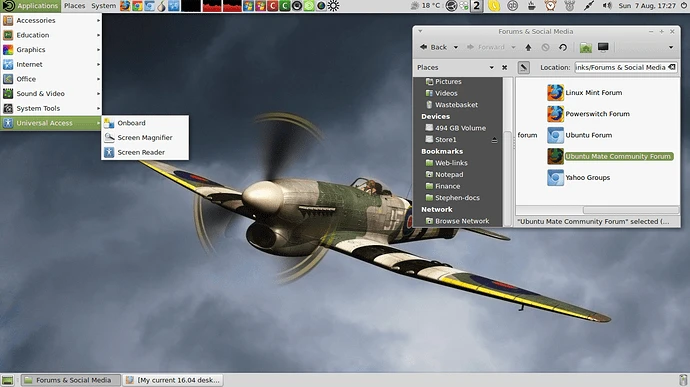 Applications Places System
18 °C
2
Sun 7 Aug, 17:27
Accessories
Education
Graphics
Internet
Office
Sound & Video
System Tools
Universal Access
Onboard
Screen Magnifier
Screen Reader
Forums & Social Media
Back
Forward
Places
Location: inks/Forums & Social Media
Pictures
Videos
Wastebasket
Devices
494 GB Volume
Store1
Bookmarks
Web-links
Notepad
Finance
Stephen-docs
Network
Browse Network
forum
Linux Mint Forum
Powerswitch Forum
Ubuntu Forum
Ubuntu Mate Community Forum
Yahoo Groups
"Ubuntu Mate Community Forum" selected (...
Forums & Social Media
[My current 16.04 desk...